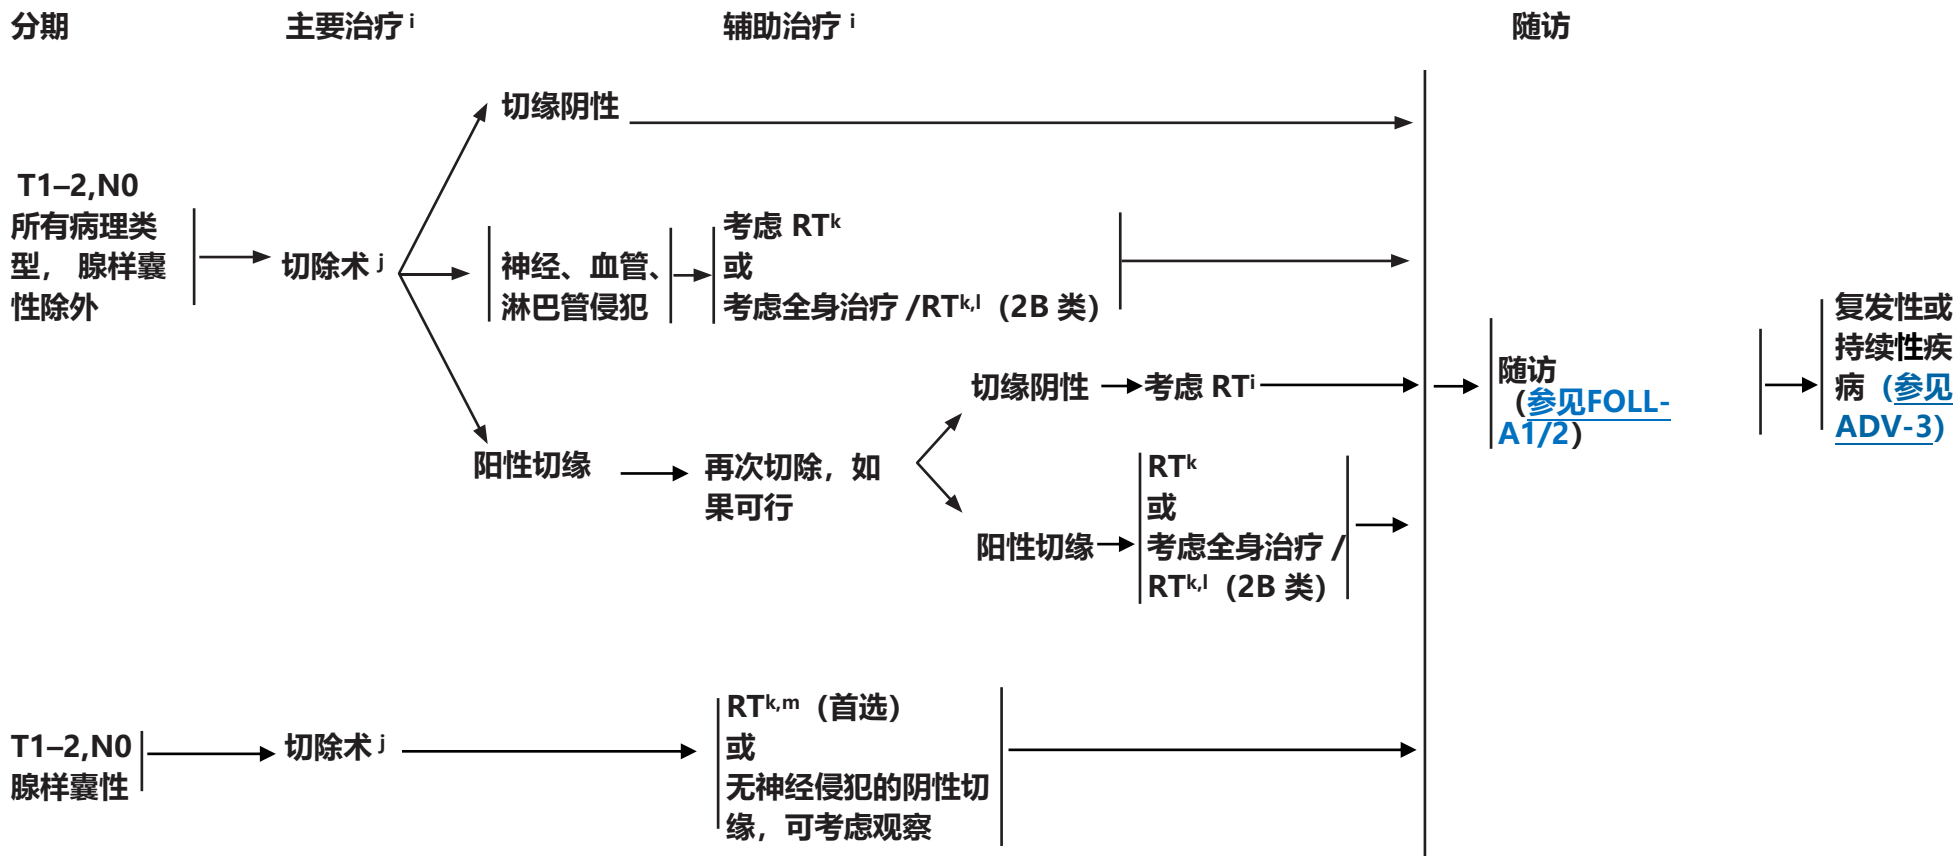 分期 主要治疗 i 辅助治疗 i 随访
切缘阴性
T1–2,N0
所有病理类
型， 腺样囊
性除外
切除术 j
神经、血管、
淋巴管侵犯
考虑 RTk
或
考虑全身治疗 /RTk,l（2B 类）
阳性切缘
再次切除，如
果可行
切缘阴性
考虑 RTi
阳性切缘
RTk
或
考虑全身治疗 /
RTk,l（2B 类）
随访
（参见FOLL-
A1/2）
复发性或
持续性疾
病（参见
ADV-3）
T1–2,N0
腺样囊性
切除术 j
RTk,m（首选）
或
无神经侵犯的阴性切
缘，可考虑观察